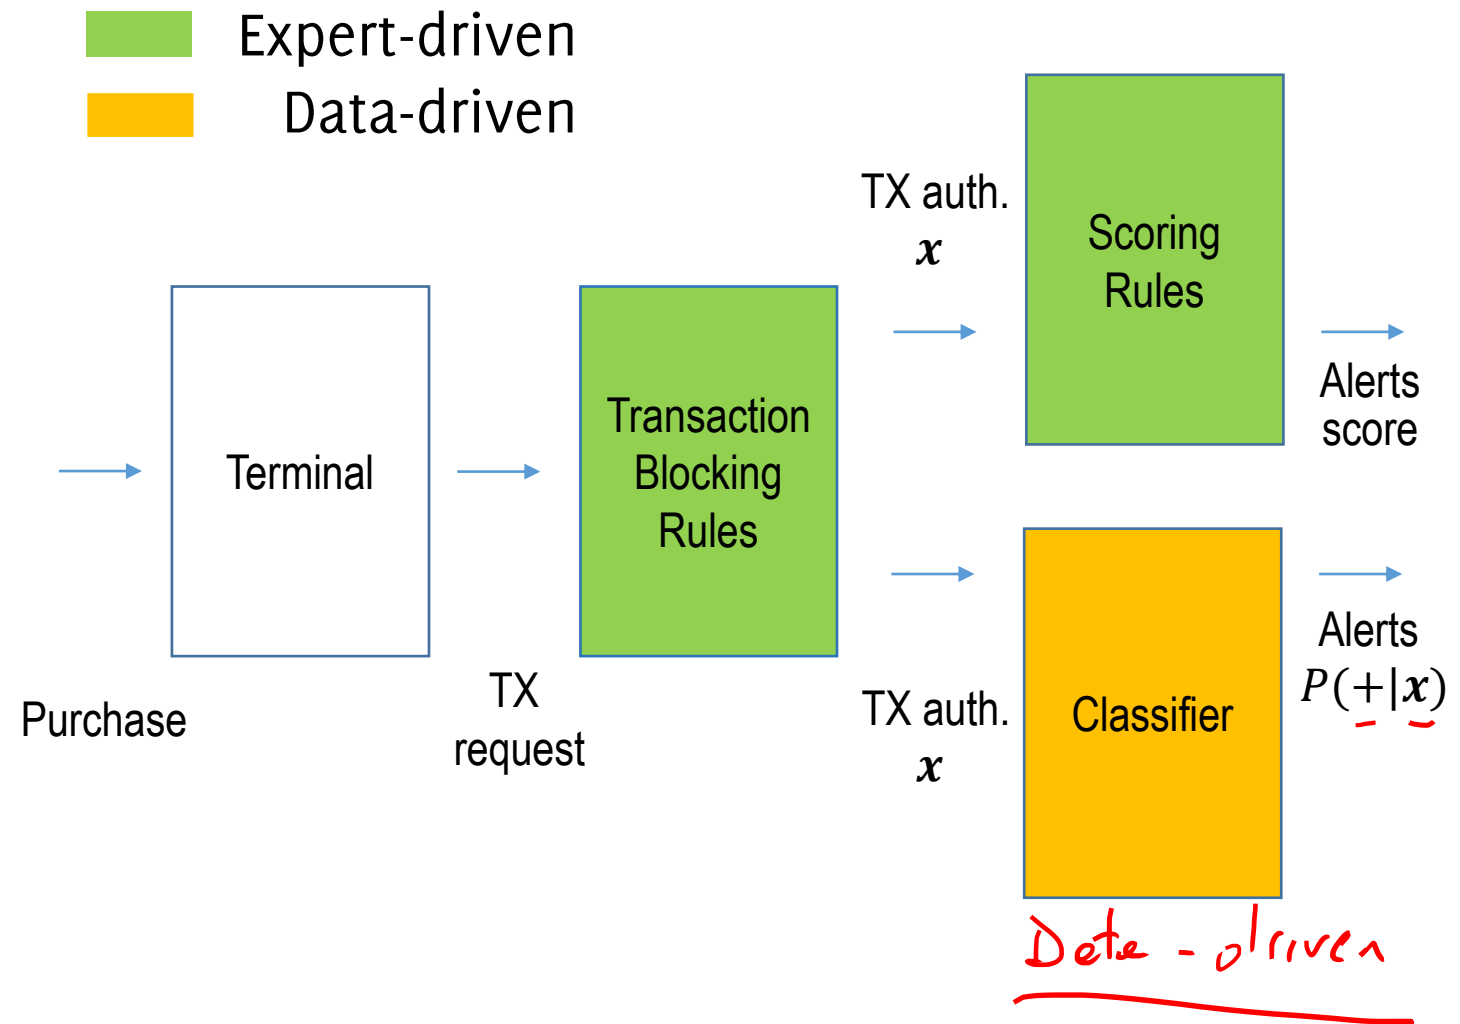 Expert-driven
Data-driven
Purchase
Terminal
TX
request
Transaction
Blocking
Rules
TX auth.
x
Scoring
Rules
Alerts
score
TX auth.
x
Classifier
Alerts
P(+|x)
Data-driven